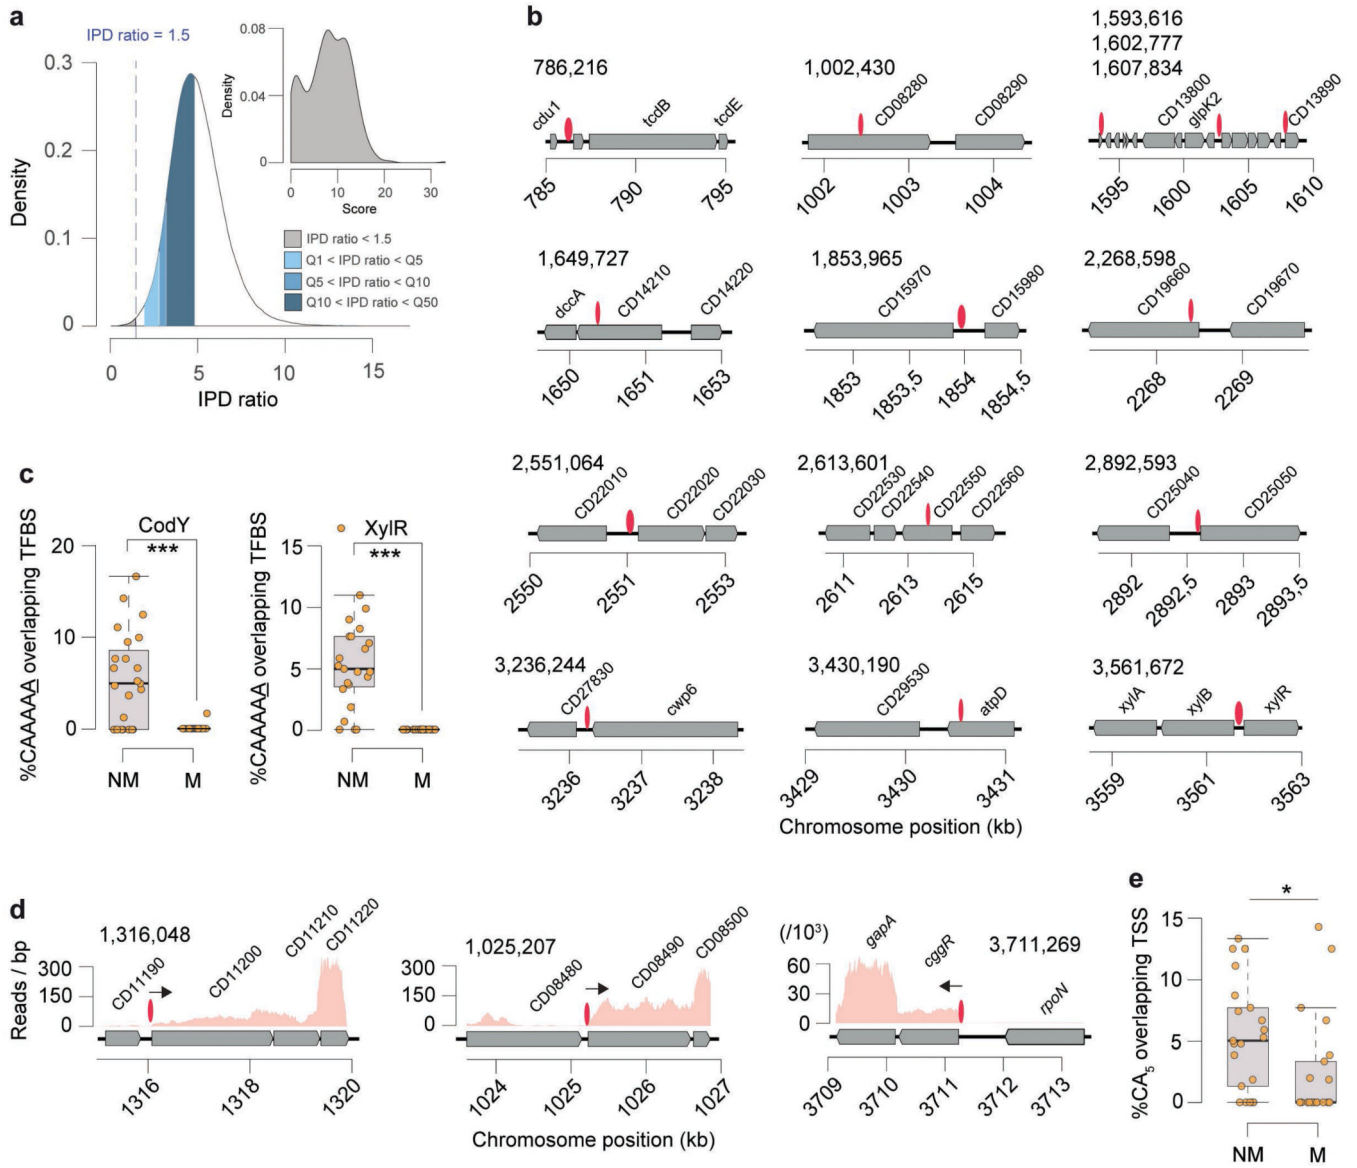 a
IPD ratio = 1.5
Density
0.3
0.2
0.1
0
0 5 10 15
IPD ratio
Density
0.08
0.04
0
0 10 20 30
Score
IPD ratio < 1.5
Q1 < IPD ratio < Q5
Q5 < IPD ratio < Q10
Q10 < IPD ratio < Q50
b
786,216
cdu1 tcdB tcdE
785 790 795
1,002,430
CD08280 CD08290
1002 1003 1004
1,593,616
1,602,777
1,607,834
CD13800 glpK2 CD13890
1595 1600 1605 1610
1,649,727
dccA CD14210 CD14220
1650 1651 1653
1,853,965
CD15970 CD15980
1853 1853,5 1854 1854,5
2,268,598
CD19660 CD19670
2268 2269
2,551,064
CD22010 CD22020 CD22030
2550 2551 2553
2,613,601
CD22530 CD22540 CD22550 CD22560
2611 2613 2615
2,892,593
CD25040 CD25050
2892 2892,5 2893 2893,5
3,236,244
CD27830 cwp6
3236 3237 3238
3,430,190
CD29530 atpD
3429 3430 3431
3,561,672
xylA xylB xylR
3559 3561 3563
Chromosome position (kb)
c
%CAAAAA overlapping TFBS
CodY
***
20
10
0
NM M
%CAAAAA overlapping TFBS
XylR
***
15
10
5
0
NM M
d
Reads / bp
1,316,048
CD11190 CD11200 CD11210 CD11220
300
150
0
1316 1318 1320
1,025,207
CD08480 CD08490 CD08500
300
150
0
1024 1025 1026 1027
(/10³)
gapA cggR rpoN
3,711,269
60
30
0
3709 3710 3711 3712 3713
Chromosome position (kb)
e
%CA₅ overlapping TSS
*
15
10
5
0
NM M